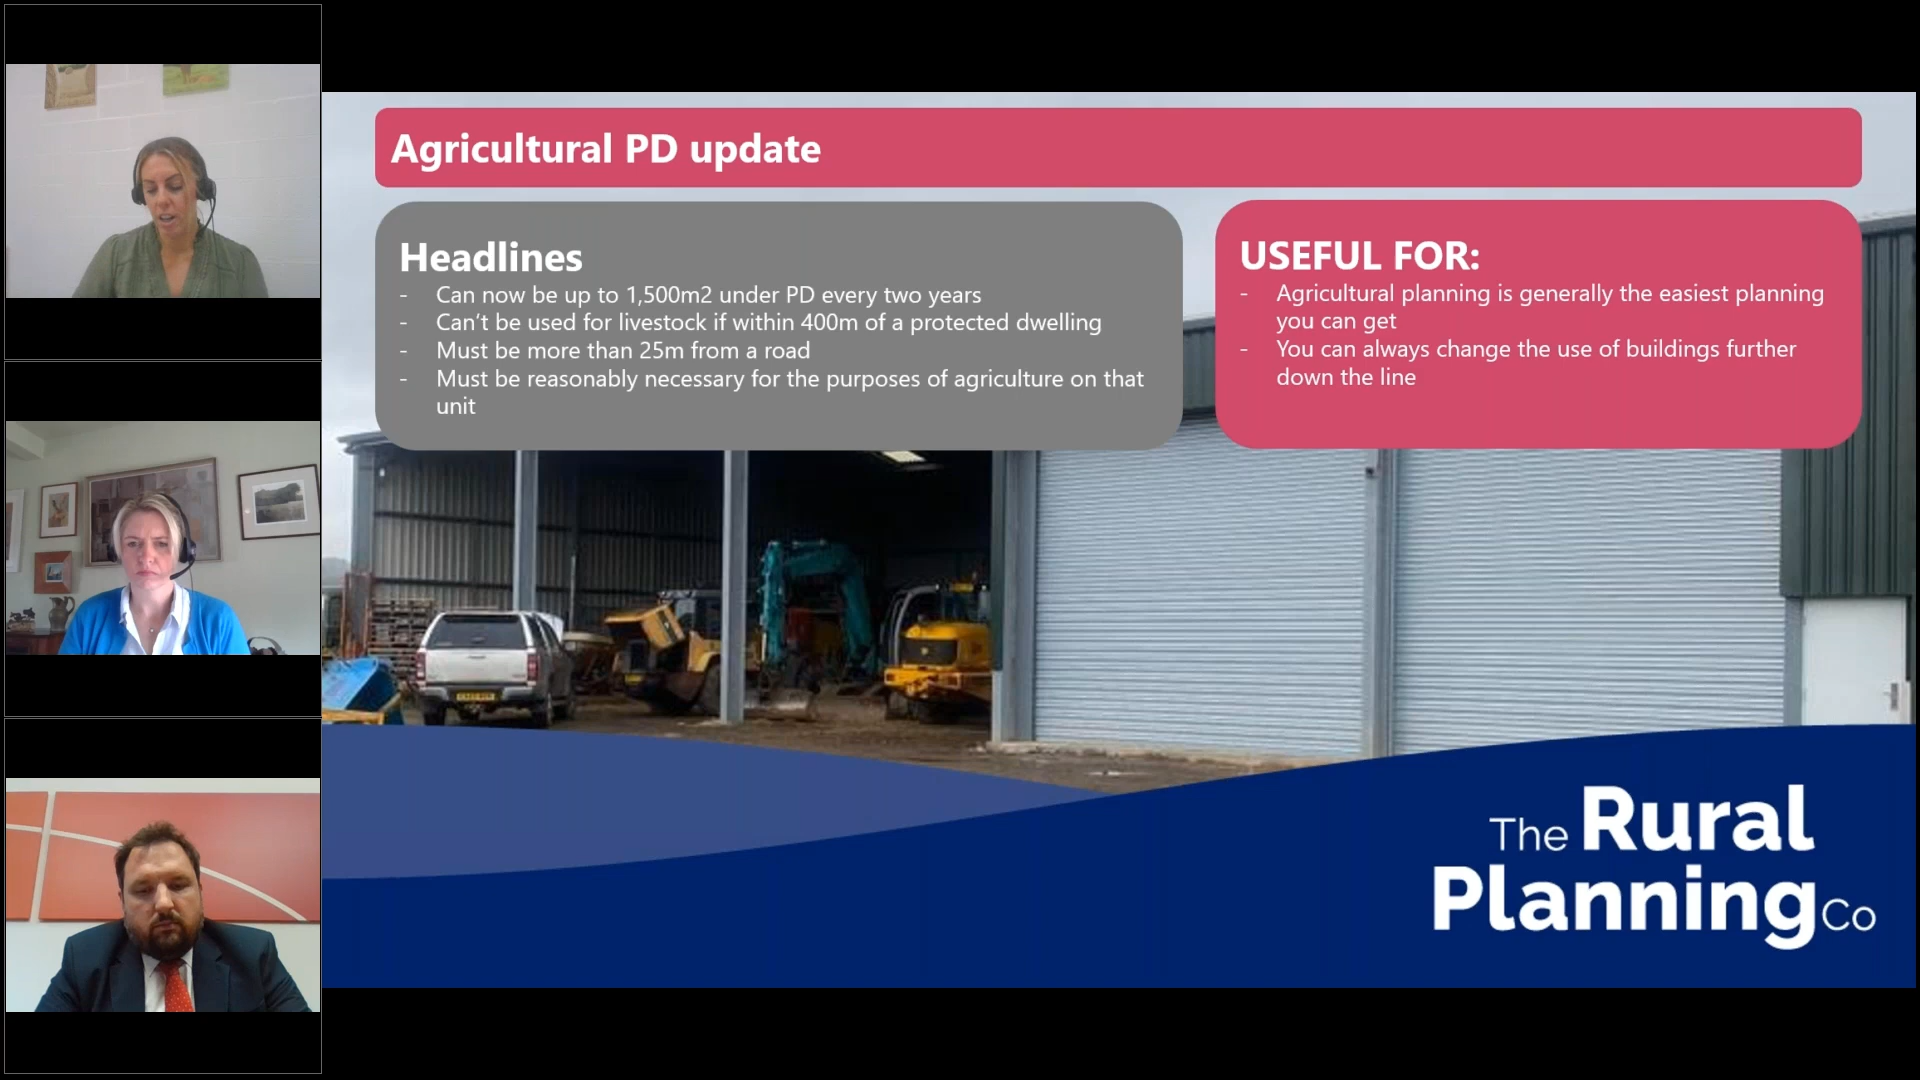 Agricultural PD update
Headlines
- Can now be up to 1,500m2 under PD every two years
- Can't be used for livestock if within 400m of a protected dwelling
- Must be more than 25m from a road
- Must be reasonably necessary for the purposes of agriculture on that
unit
USEFUL FOR:
- Agricultural planning is generally the easiest planning
you can get
- You can always change the use of buildings further
down the line
The Rural
Planning Co